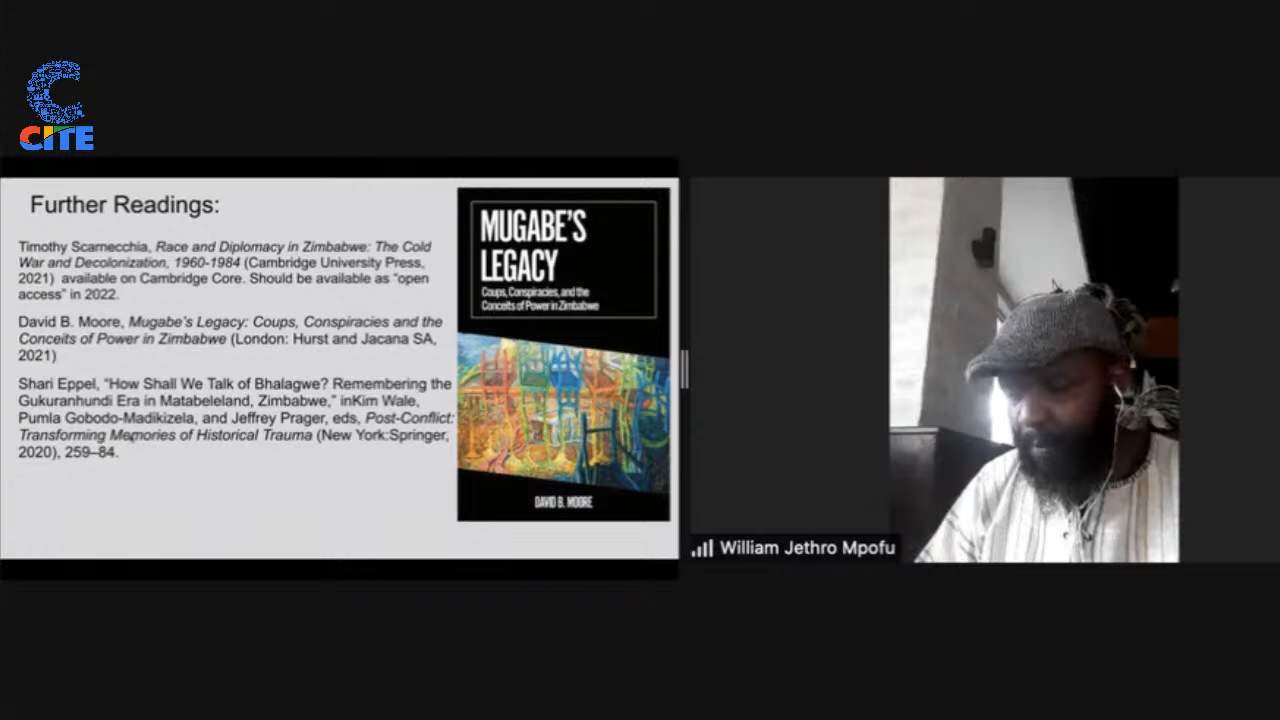 CITE
Further Readings:
Timothy Scarnecchia, Race and Diplomacy in Zimbabwe: The Cold
War and Decolonization, 1960-1984 (Cambridge University Press,
2021) available on Cambridge Core. Should be available as “open
access” in 2022.
David B. Moore, Mugabe’s Legacy: Coups, Conspiracies and the
Conceits of Power in Zimbabwe (London: Hurst and Jacana SA,
2021)
Shari Eppel, “How Shall We Talk of Bhalagwe? Remembering the
Gukuranhundi Era in Matabeleland, Zimbabwe,” inKim Wale,
Pumla Gobodo-Madikizela, and Jeffrey Prager, eds, Post-Conflict:
Transforming Memories of Historical Trauma (New York:Springer,
2020), 259–84.
MUGABE’S
LEGACY
Coups, Conspiracies, and the
Conceits of Power in Zimbabwe
DAVID B. MOORE
William Jethro Mpofu